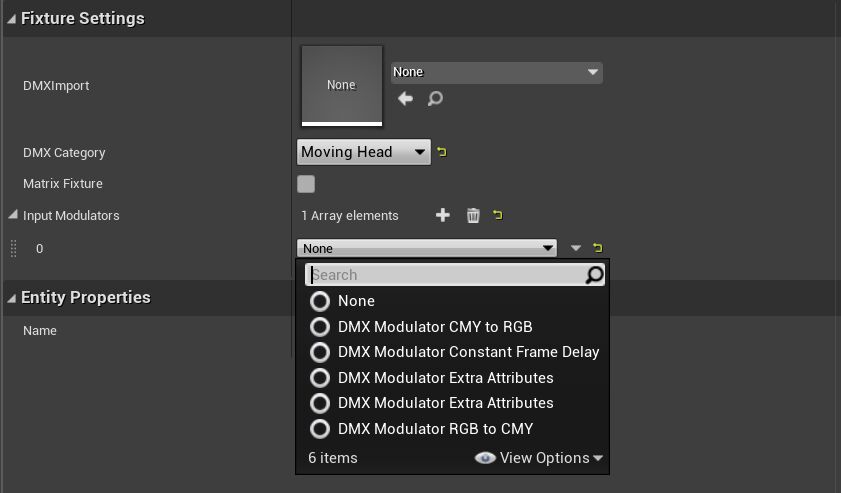 Fixture Settings
DMXImport
None
None
DMX Category
Moving Head
Matrix Fixture
Input Modulators
1 Array elements
0
None
Search
None
DMX Modulator CMY to RGB
DMX Modulator Constant Frame Delay
DMX Modulator Extra Attributes
DMX Modulator Extra Attributes
DMX Modulator RGB to CMY
6 items
View Options
Entity Properties
Name